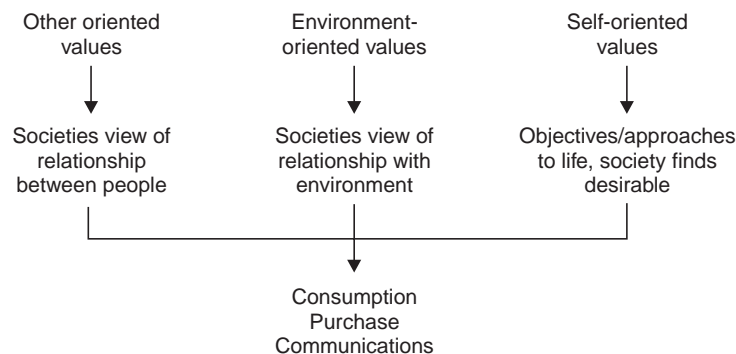 Other oriented
values
Environment-
oriented values
Self-oriented
values
Societies view of
relationship
between people
Societies view of
relationship with
environment
Objectives/approaches
to life, society finds
desirable
Consumption
Purchase
Communications